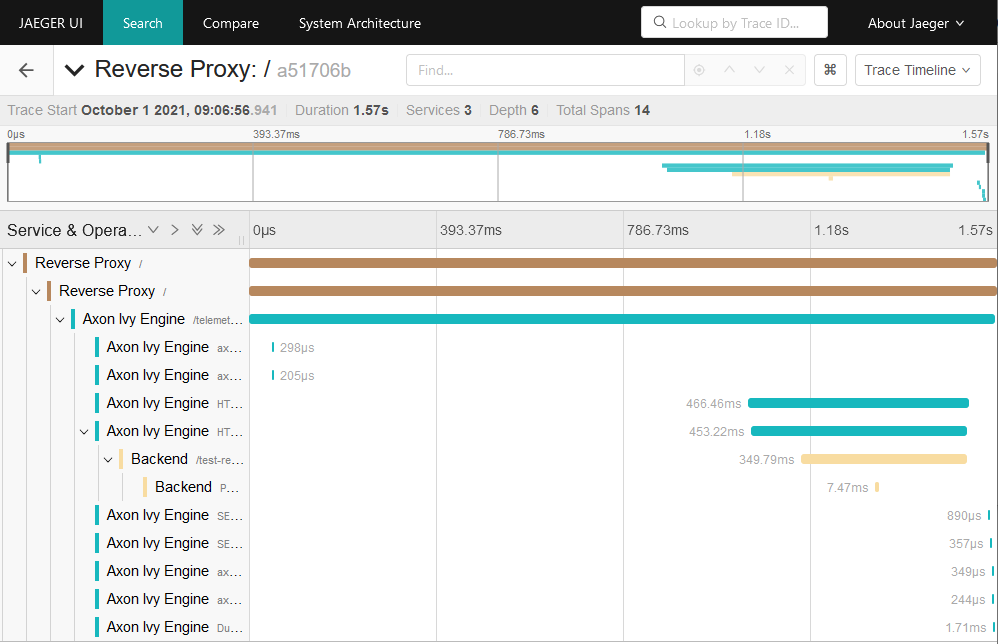 JAEGER UI Search Compare System Architecture Lookup by Trace ID... About Jaeger
Reverse Proxy: / a51706b Find... ⌘ Trace Timeline
Trace Start October 1 2021, 09:06:56.941 Duration 1.57s Services 3 Depth 6 Total Spans 14
0μs 393.37ms 786.73ms 1.18s 1.57s
Service & Opera... 0μs 393.37ms 786.73ms 1.18s 1.57s
Reverse Proxy /
Reverse Proxy /
Axon Ivy Engine /telemet...
Axon Ivy Engine ax... 298μs
Axon Ivy Engine ax... 205μs
Axon Ivy Engine HT... 466.46ms
Axon Ivy Engine HT... 453.22ms
Backend /test-re... 349.79ms
Backend P... 7.47ms
Axon Ivy Engine SE... 890μs
Axon Ivy Engine SE... 357μs
Axon Ivy Engine ax... 349μs
Axon Ivy Engine ax... 244μs
Axon Ivy Engine Du... 1.71ms